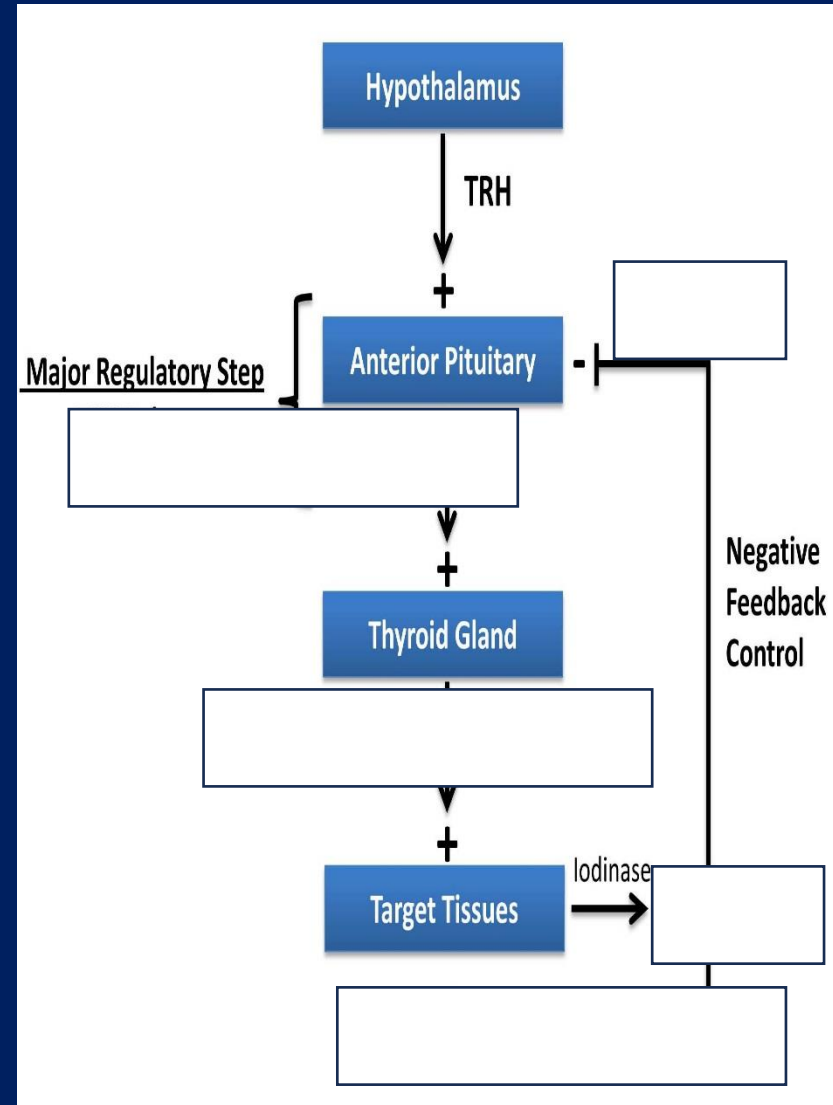 Hypothalamus
TRH
+
Anterior Pituitary
-
Major Regulatory Step
+
Thyroid Gland
Negative
Feedback
Control
+
Iodinase
Target Tissues